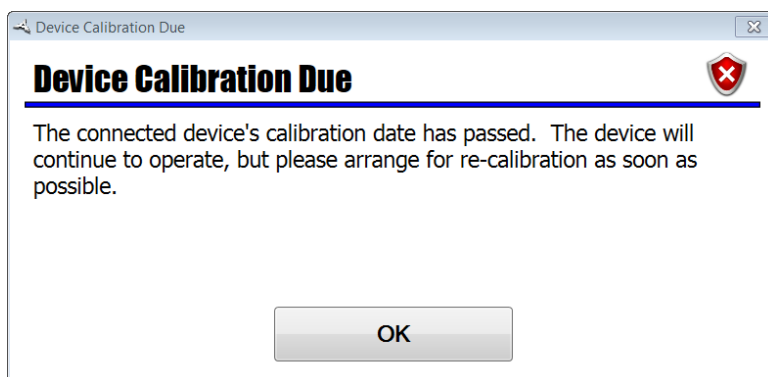 Device Calibration Due
Device Calibration Due
The connected device's calibration date has passed.  The device will
continue to operate, but please arrange for re-calibration as soon as
possible.
OK